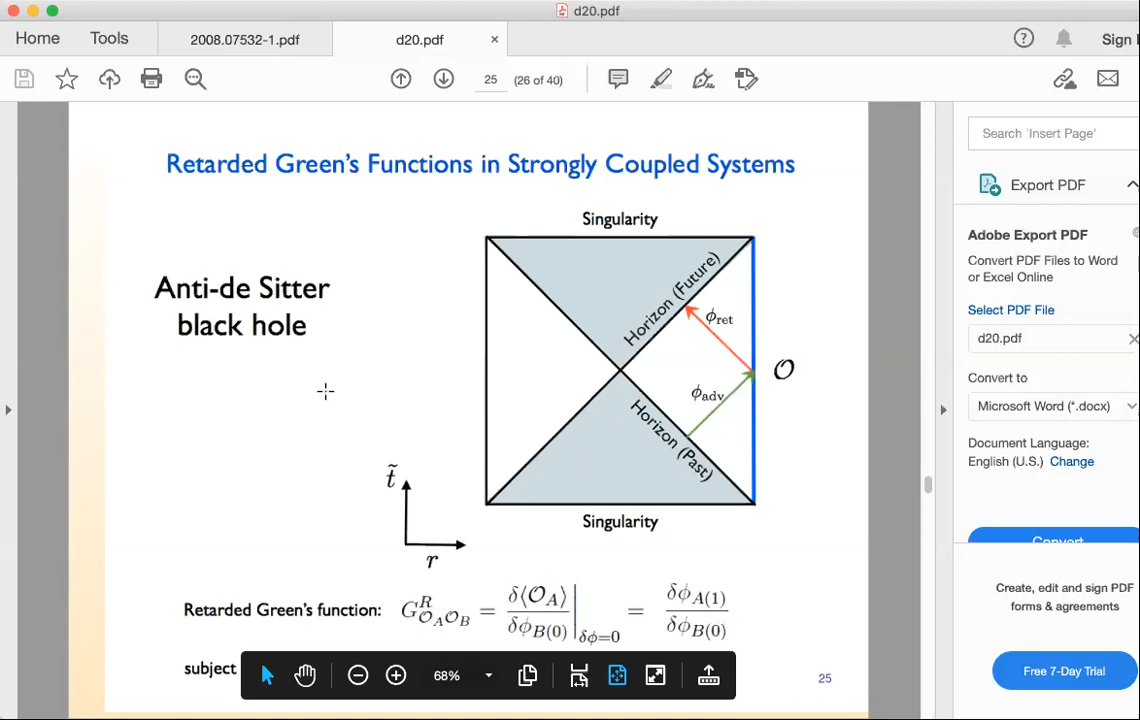 d20.pdf
Home
Tools
2008.07532-1.pdf
d20.pdf
×
Sign I
25
(26 of 40)
Search 'Insert Page'
Export PDF
Adobe Export PDF
Convert PDF Files to Word
or Excel Online
Select PDF File
d20.pdf
Convert to
Microsoft Word (*.docx)
Document Language:
English (U.S.) Change
Convert
Create, edit and sign PDF
forms & agreements
Free 7-Day Trial
Retarded Green's Functions in Strongly Coupled Systems
Singularity
Anti-de Sitter
black hole
Horizon (Future)
ϕret
𝒪
ϕadv
Horizon (Past)
t̃
r
Singularity
Retarded Green's function: G^R_{𝒪_A𝒪_B} = δ⟨𝒪_A⟩/δϕ_{B(0)}|_{δϕ=0} = δϕ_{A(1)}/δϕ_{B(0)}
subject
68%
25